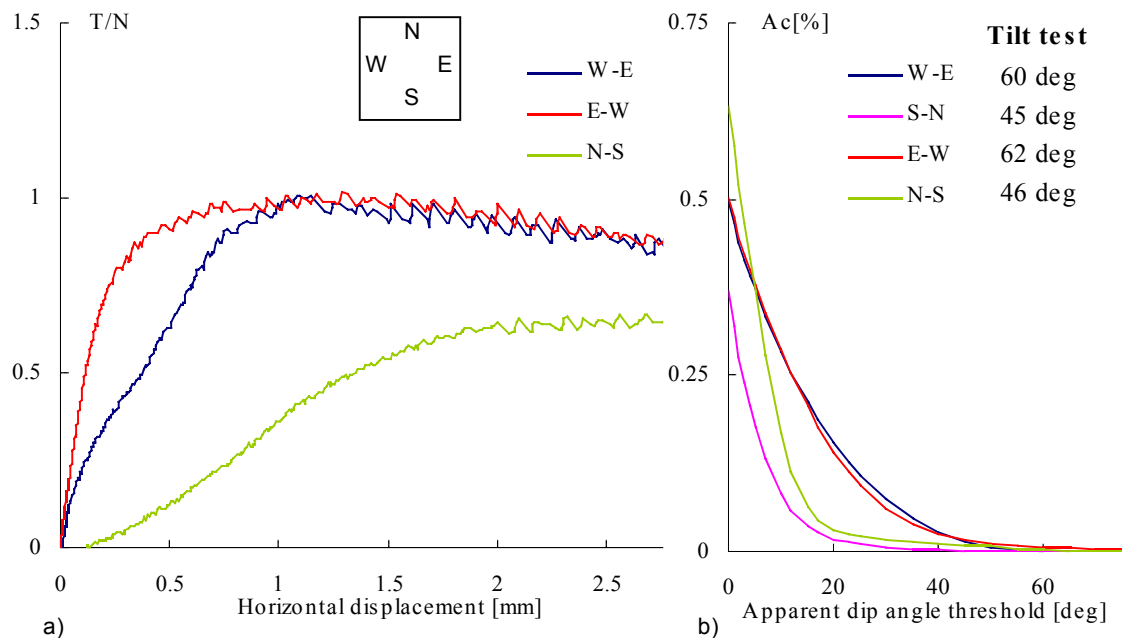 T/N
1.5
1
0.5
0
N
W E
S
W-E
E-W
N-S
0 0.5 1 1.5 2 2.5
Horizontal displacement [mm]
a)
Ac[%]
0.75
0.5
0.25
0
Tilt test
W-E 60 deg
S-N 45 deg
E-W 62 deg
N-S 46 deg
0 20 40 60
Apparent dip angle threshold [deg]
b)